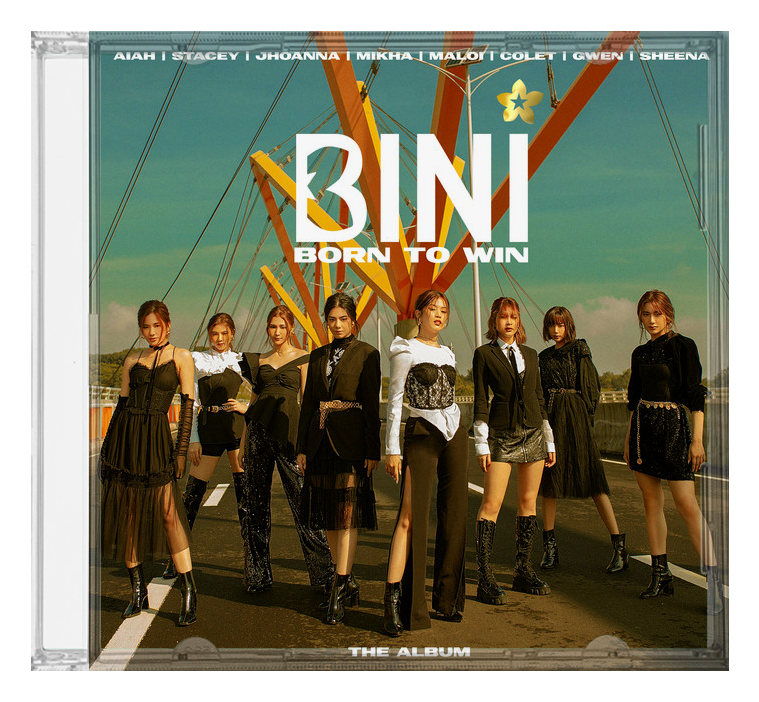 AIAH | STACEY | JHOANNA | MIKHA | MALOI | COLET | GWEN | SHEENA
BINI
BORN TO WIN
THE ALBUM